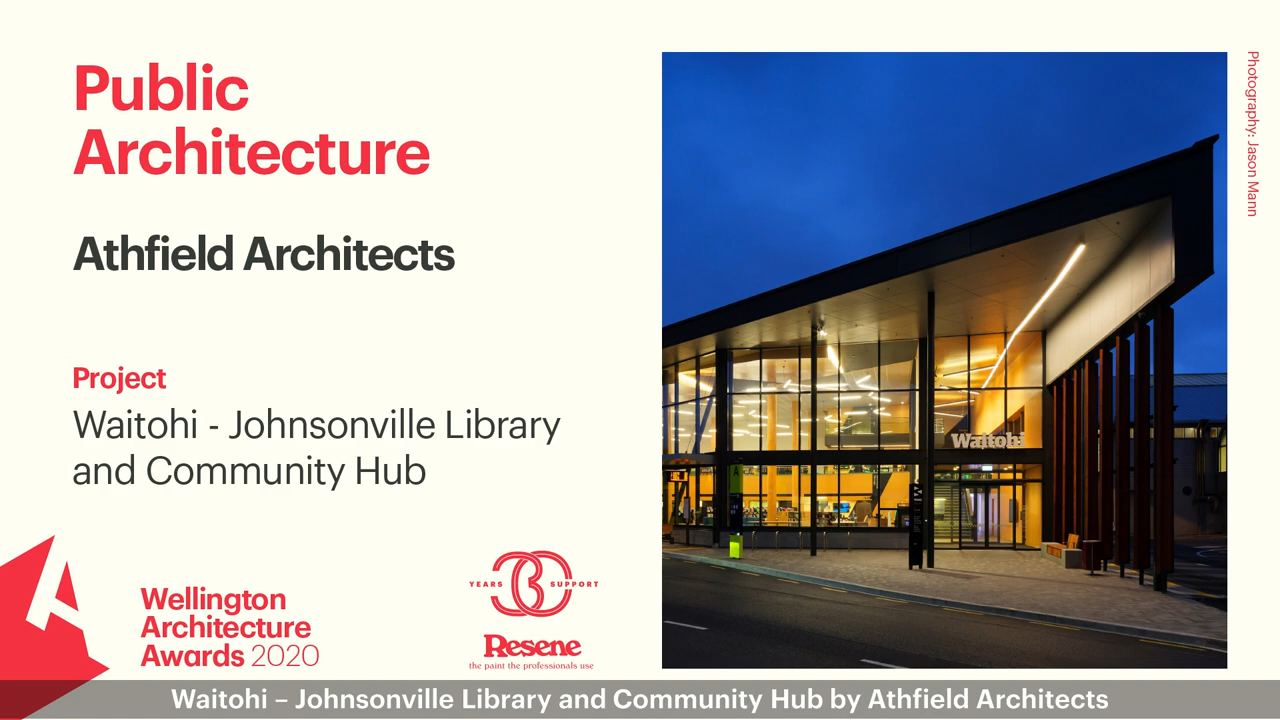 Public
Architecture
Athfield Architects
Project
Waitohi - Johnsonville Library
and Community Hub
Wellington
Architecture
Awards 2020
YEARS 30 SUPPORT
Resene
the paint the professionals use
Waitohi
Photography: Jason Mann
Waitohi – Johnsonville Library and Community Hub by Athfield Architects